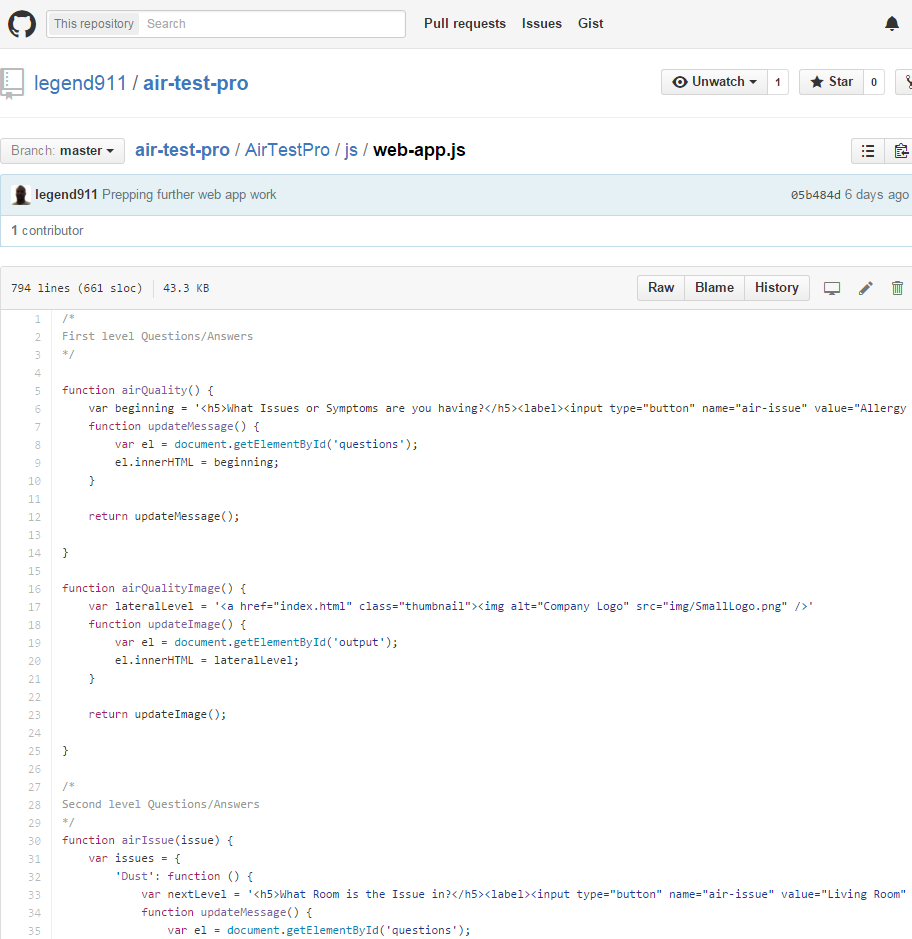 This repository Search Pull requests Issues Gist
legend911 / air-test-pro Unwatch 1 Star 0
Branch: master air-test-pro / AirTestPro / js / web-app.js
legend911 Prepping further web app work 05b484d 6 days ago
1 contributor
794 lines (661 sloc) 43.3 KB Raw Blame History
1 /*
2 First level Questions/Answers
3 */
4
5 function airQuality() {
6 var beginning = '<h5>What Issues or Symptoms are you having?</h5><label><input type="button" name="air-issue" value="Allergy
7 function updateMessage() {
8 var el = document.getElementById('questions');
9 el.innerHTML = beginning;
10 }
11
12 return updateMessage();
13
14 }
15
16 function airQualityImage() {
17 var lateralLevel = '<a href="index.html" class="thumbnail"><img alt="Company Logo" src="img/SmallLogo.png" />'
18 function updateImage() {
19 var el = document.getElementById('output');
20 el.innerHTML = lateralLevel;
21 }
22
23 return updateImage();
24
25 }
26
27 /*
28 Second level Questions/Answers
29 */
30 function airIssue(issue) {
31 var issues = {
32 'Dust': function () {
33 var nextLevel = '<h5>What Room is the Issue in?</h5><label><input type="button" name="air-issue" value="Living Room"
34 function updateMessage() {
35 var el = document.getElementById('questions');